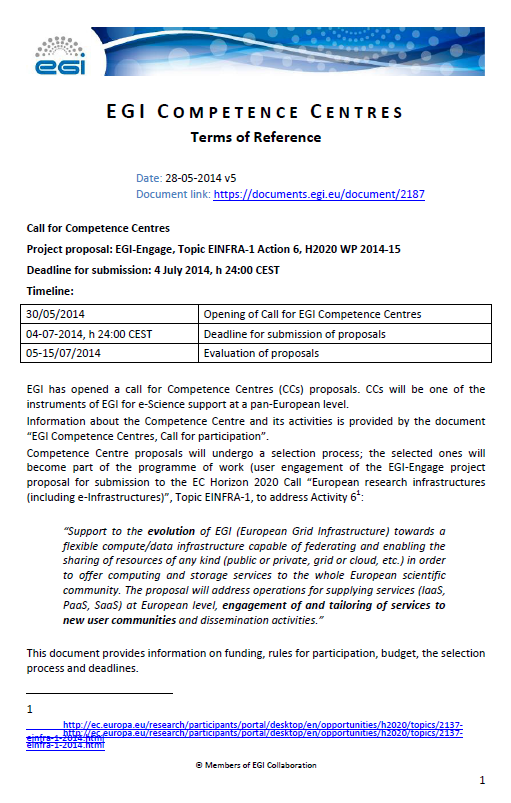 egi
EGI COMPETENCE CENTRES
Terms of Reference
Date: 28-05-2014 v5
Document link: https://documents.egi.eu/document/2187
Call for Competence Centres
Project proposal: EGI-Engage, Topic EINFRA-1 Action 6, H2020 WP 2014-15
Deadline for submission: 4 July 2014, h 24:00 CEST
Timeline:
30/05/2014 Opening of Call for EGI Competence Centres
04-07-2014, h 24:00 CEST Deadline for submission of proposals
05-15/07/2014 Evaluation of proposals
EGI has opened a call for Competence Centres (CCs) proposals. CCs will be one of the
instruments of EGI for e-Science support at a pan-European level.
Information about the Competence Centre and its activities is provided by the document
“EGI Competence Centres, Call for participation”.
Competence Centre proposals will undergo a selection process; the selected ones will
become part of the programme of work (user engagement of the EGI-Engage project
proposal for submission to the EC Horizon 2020 Call “European research infrastructures
(including e-Infrastructures)”, Topic EINFRA-1, to address Activity 6¹:
“Support to the evolution of EGI (European Grid Infrastructure) towards a
flexible compute/data infrastructure capable of federating and enabling the
sharing of resources of any kind (public or private, grid or cloud, etc.) in order
to offer computing and storage services to the whole European scientific
community. The proposal will address operations for supplying services (IaaS,
PaaS, SaaS) at European level, engagement of and tailoring of services to
new user communities and dissemination activities.”
This document provides information on funding, rules for participation, budget, the selection
process and deadlines.
1
http://ec.europa.eu/research/participants/portal/desktop/en/opportunities/h2020/topics/2137-
einfra-1-2014.html
http://ec.europa.eu/research/participants/portal/desktop/en/opportunities/h2020/topics/2137-
einfra-1-2014.html
© Members of EGI Collaboration
1